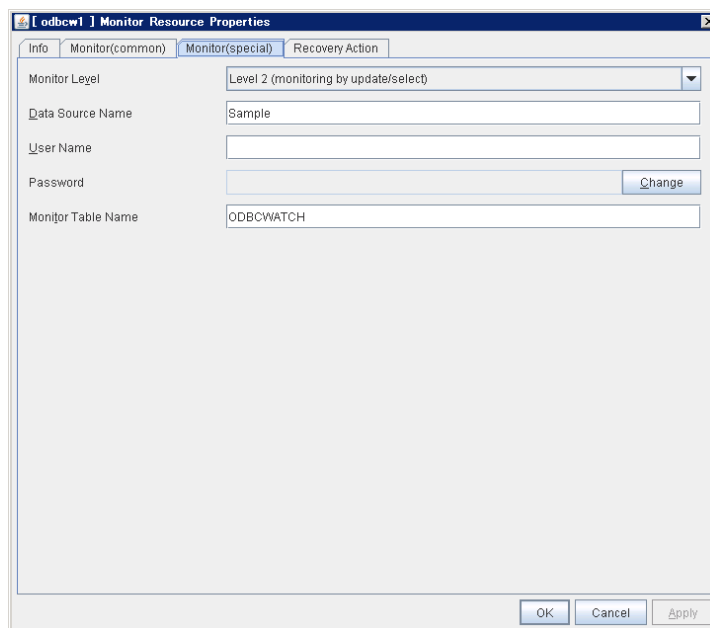 [ odbcw1 ] Monitor Resource Properties
Info Monitor(common) Monitor(special) Recovery Action
Monitor Level Level 2 (monitoring by update/select)
Data Source Name Sample
User Name
Password Change
Monitor Table Name ODBCWATCH
OK Cancel Apply